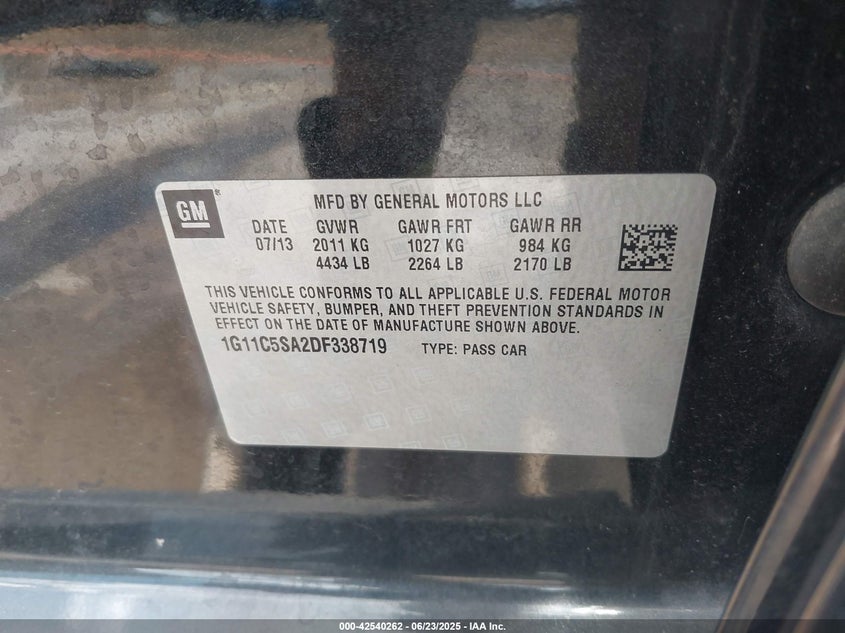 GM
MFD BY GENERAL MOTORS LLC
DATE GVWR GAWR FRT GAWR RR
07/13 2011 KG 1027 KG 984 KG
4434 LB 2264 LB 2170 LB
THIS VEHICLE CONFORMS TO ALL APPLICABLE U.S. FEDERAL MOTOR
VEHICLE SAFETY, BUMPER, AND THEFT PREVENTION STANDARDS IN
EFFECT ON THE DATE OF MANUFACTURE SHOWN ABOVE.
1G11C5SA2DF338719 TYPE: PASS CAR
000-42540262 - 06/23/2025 - IAA Inc.